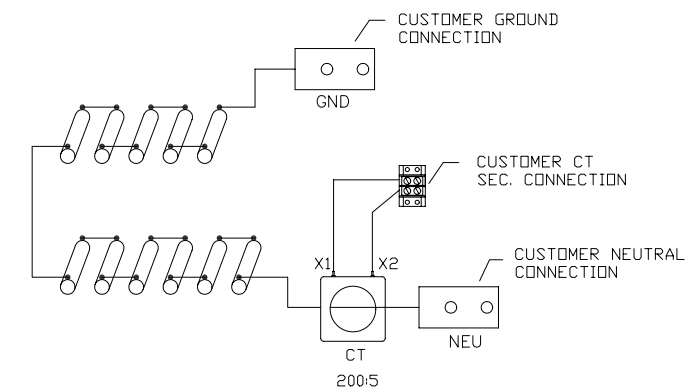 CUSTOMER GROUND
CONNECTION
GND
CUSTOMER CT
SEC. CONNECTION
X1
X2
CUSTOMER NEUTRAL
CONNECTION
NEU
CT
200:5